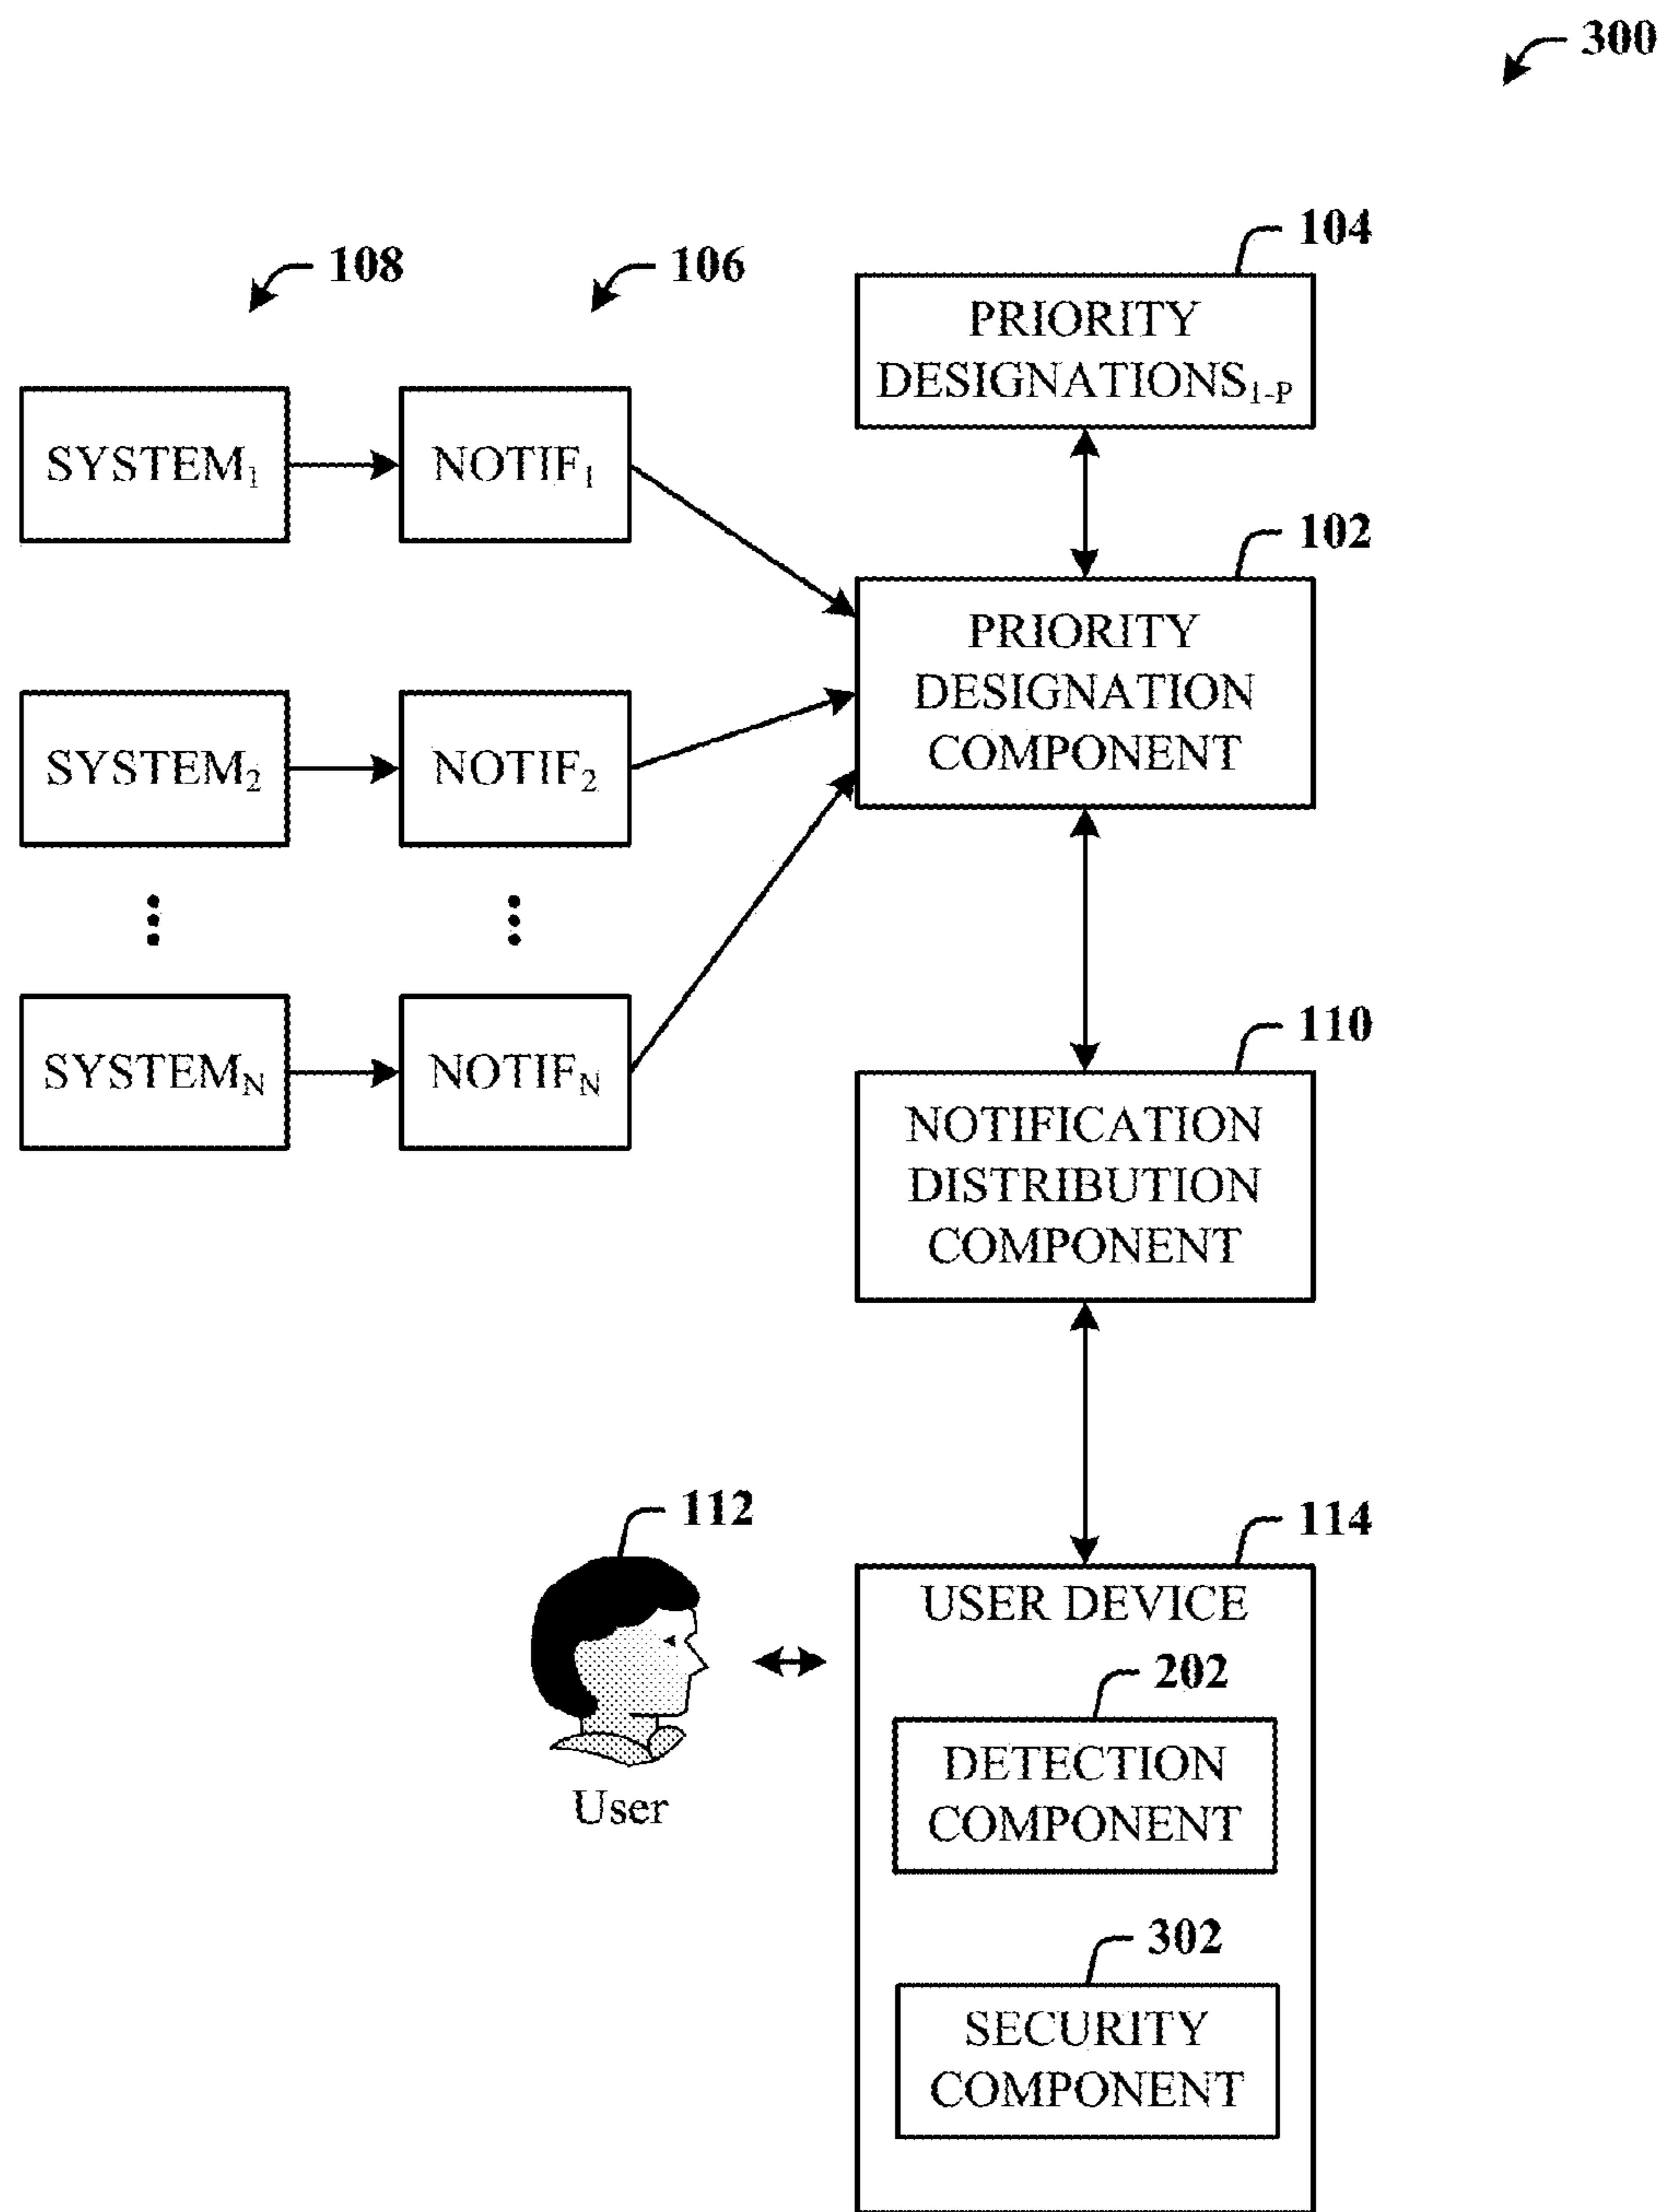 300
104
108
106
PRIORITY
DESIGNATIONS1-P
SYSTEM1
NOTIF1
102
PRIORITY
DESIGNATION
COMPONENT
SYSTEM2
NOTIF2
110
SYSTEMN
NOTIFN
NOTIFICATION
DISTRIBUTION
COMPONENT
112
114
USER DEVICE
202
DETECTION
COMPONENT
User
302
SECURITY
COMPONENT